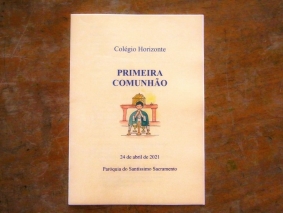 Colégio Horizonte
PRIMEIRA
COMUNHÃO
24 de abril de 2021
Paróquia do Santíssimo Sacramento